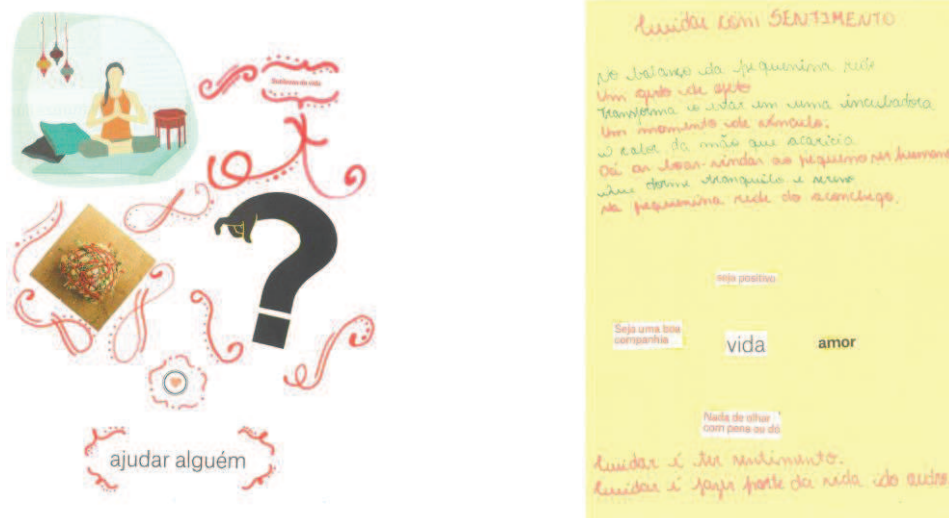 ajudar alguém
Cuidar com SENTIMENTO
No balanço da pequenina rede
Um gesto de afeto
Transforma o estar em uma incubadora
Um momento de vínculo;
O calor da mão que acaricia
Dá as boas-vindas ao pequeno ser humano
Que dorme tranquilo e sereno
Na pequenina rede do aconchego.
seja positivo
Seja uma boa
companhia
vida
amor
Nada de olhar
com pena ou dó
Cuidar é ter sentimento.
Cuidar é fazer parte da vida do outro